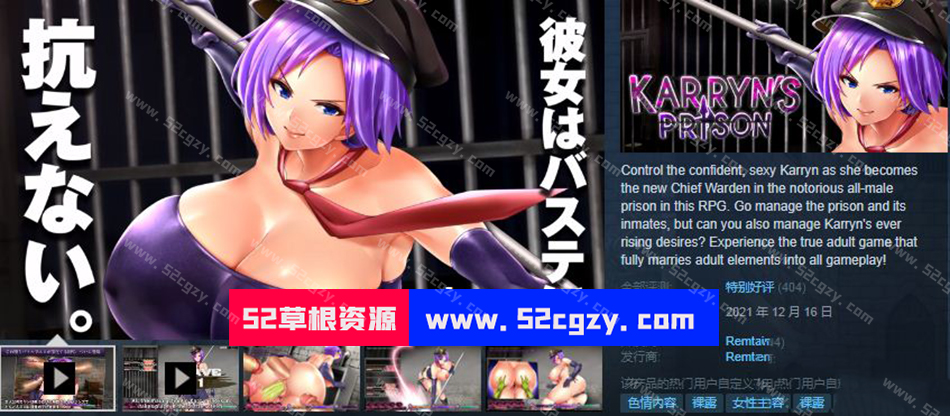 抗えない。
彼女はバステ
KARRYN'S
PRISON
Control the confident, sexy Karryn as she becomes
the new Chief Warden in the notorious all-male
prison in this RPG. Go manage the prison and its
inmates, but can you also manage Karryn's ever
rising desires? Experience the true adult game that
fully marries adult elements into all gameplay!
全部评测: 特别好评 (404)
2021 年 12 月 16 日
Remtairy
发行商: Remtairy
该产品的热门用户自定义
色情内容 裸露 女性主角 裸露
52草根资源 www.52cgzy.com
www.52cgzy.com